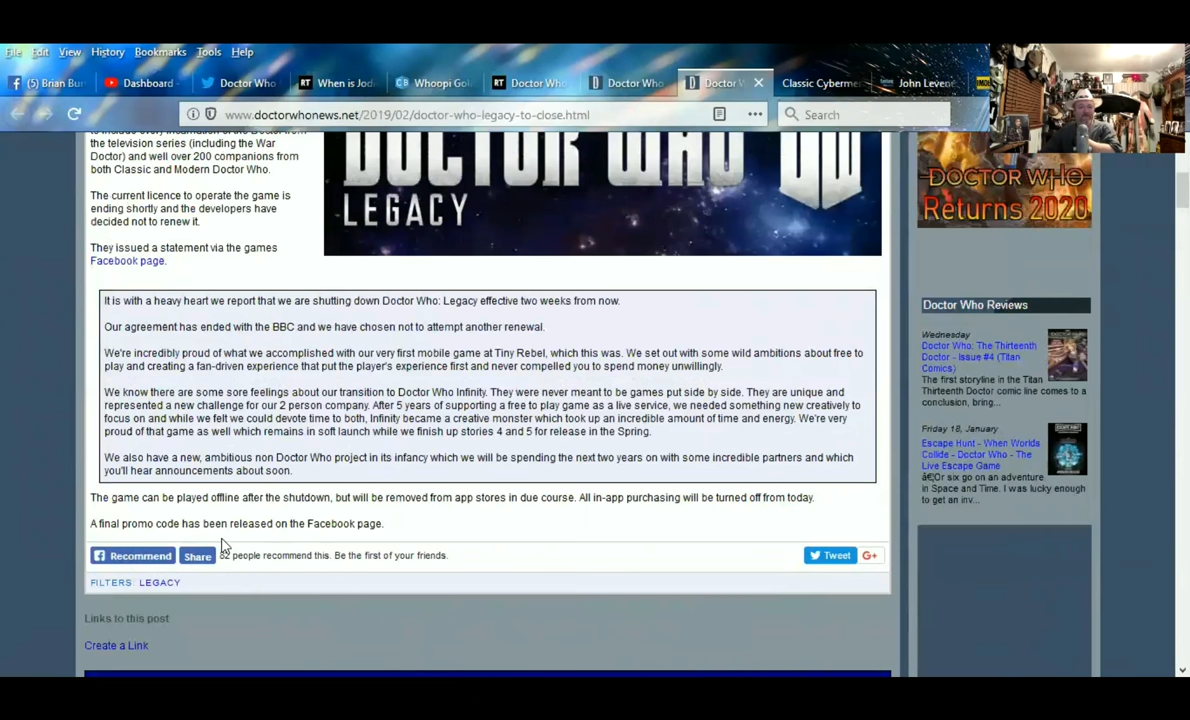 File Edit View History Bookmarks Tools Help
(5) Brian Bu
Dashboard -
Doctor Who
When is Jod
Whoopi Gol
Doctor Who
Doctor Who
Doctor W
Classic Cyberme
John Levene
www.doctorwhonews.net/2019/02/doctor-who-legacy-to-close.html
Search
the television series (including the War
Doctor) and well over 200 companions from
both Classic and Modern Doctor Who.
The current licence to operate the game is
ending shortly and the developers have
decided not to renew it.
They issued a statement via the games
Facebook page.
DOCTOR WHO
LEGACY
It is with a heavy heart we report that we are shutting down Doctor Who: Legacy effective two weeks from now.
Our agreement has ended with the BBC and we have chosen not to attempt another renewal.
We're incredibly proud of what we accomplished with our very first mobile game at Tiny Rebel, which this was. We set out with some wild ambitions about free to
play and creating a fan-driven experience that put the player's experience first and never compelled you to spend money unwillingly.
We know there are some sore feelings about our transition to Doctor Who Infinity. They were never meant to be games put side by side. They are unique and
represented a new challenge for our 2 person company. After 5 years of supporting a free to play game as a live service, we needed something new creatively to
focus on and while we felt we could devote time to both, Infinity became a creative monster which took up an incredible amount of time and energy. We're very
proud of that game as well which remains in soft launch while we finish up stories 4 and 5 for release in the Spring.
We also have a new, ambitious non Doctor Who project in its infancy which we will be spending the next two years on with some incredible partners and which
you'll hear announcements about soon.
The game can be played offline after the shutdown, but will be removed from app stores in due course. All in-app purchasing will be turned off from today.
A final promo code has been released on the Facebook page.
Recommend Share 82 people recommend this. Be the first of your friends.
Tweet G+
FILTERS: LEGACY
Links to this post
Create a Link
DOCTOR WHO
Returns 2020
Doctor Who Reviews
Wednesday
Doctor Who: The Thirteenth
Doctor - Issue #4 (Titan
Comics)
The first storyline in the Titan
Thirteenth Doctor comic line comes to a
conclusion, bring...
Friday 18, January
Escape Hunt - When Worlds
Collide - Doctor Who - The
Live Escape Game
â€¦Or six go on an adventure
in Space and Time. I was lucky enough
to get an inv...